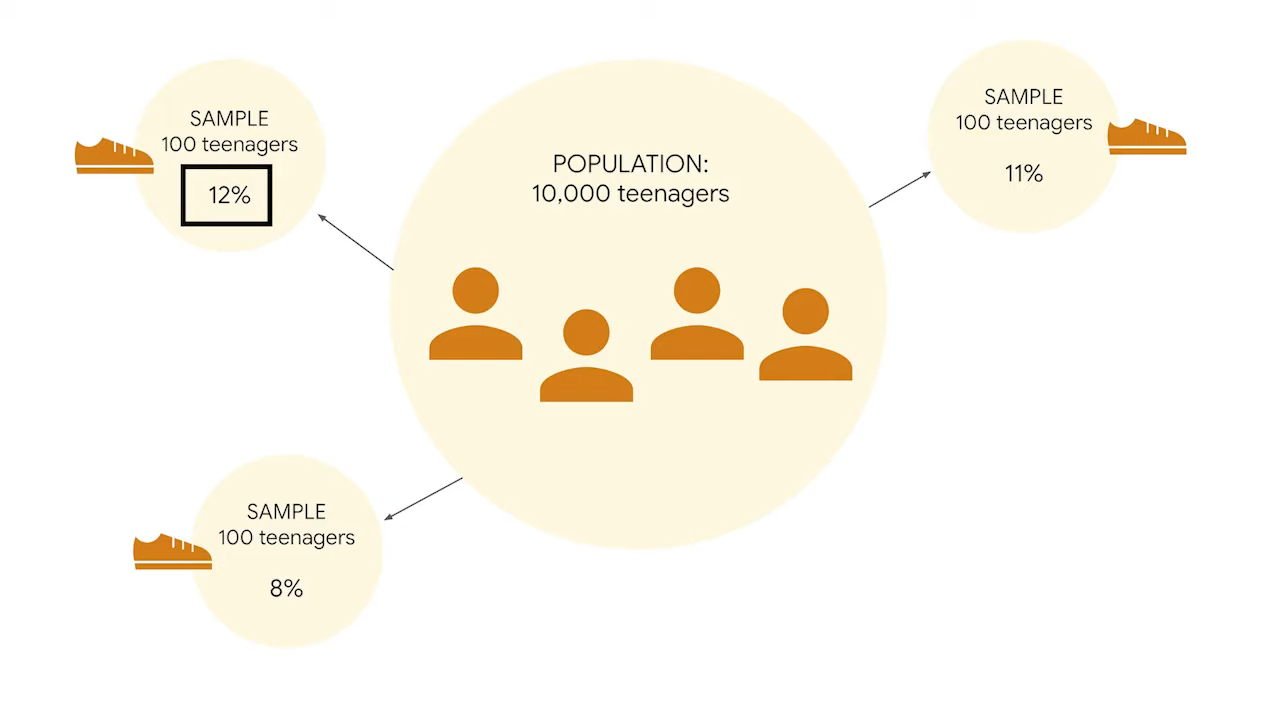 SAMPLE
100 teenagers
12%
POPULATION:
10,000 teenagers
SAMPLE
100 teenagers
11%
SAMPLE
100 teenagers
8%